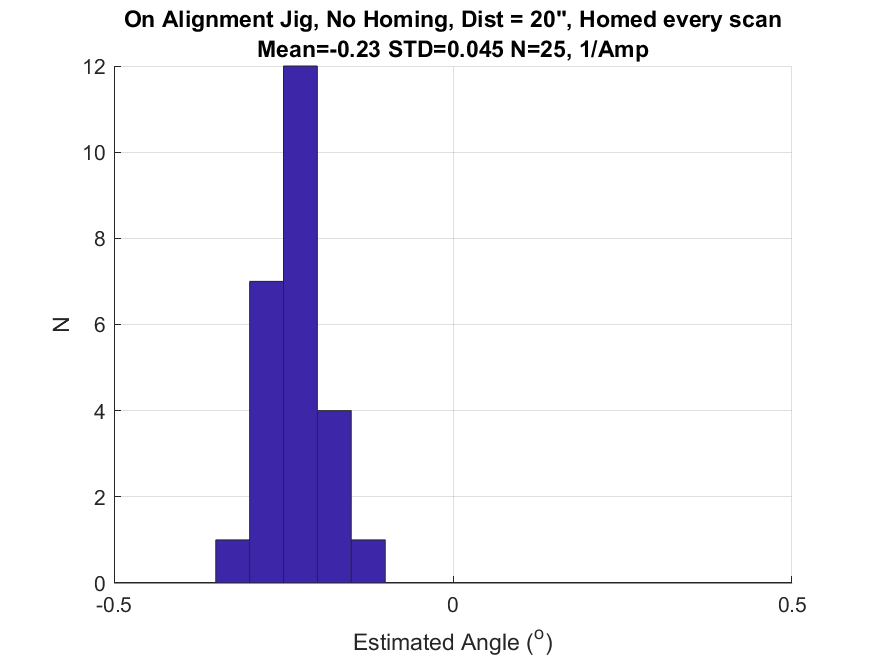 On Alignment Jig, No Homing, Dist = 20", Homed every scan
Mean=-0.23 STD=0.045 N=25, 1/Amp
12
10
8
6
4
2
0
N
-0.5
0
0.5
Estimated Angle (o)